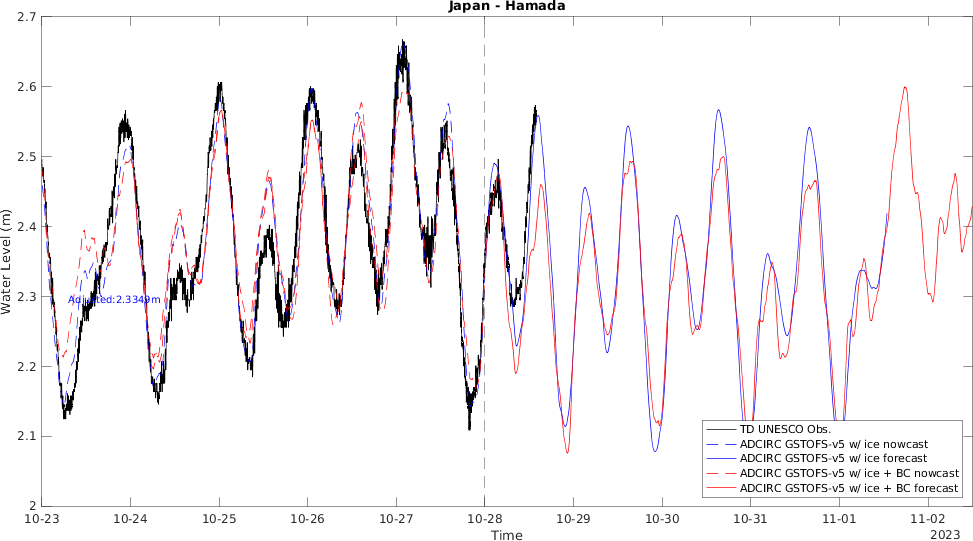 Japan - Hamada
2.7
2.6
2.5
2.4
2.3
2.2
2.1
2
Water Level (m)
Adjusted:2.3349m
TD UNESCO Obs.
ADCIRC GSTOFS-v5 w/ ice nowcast
ADCIRC GSTOFS-v5 w/ ice forecast
ADCIRC GSTOFS-v5 w/ ice + BC nowcast
ADCIRC GSTOFS-v5 w/ ice + BC forecast
10-23 10-24 10-25 10-26 10-27 10-28 10-29 10-30 10-31 11-01 11-02
Time
2023